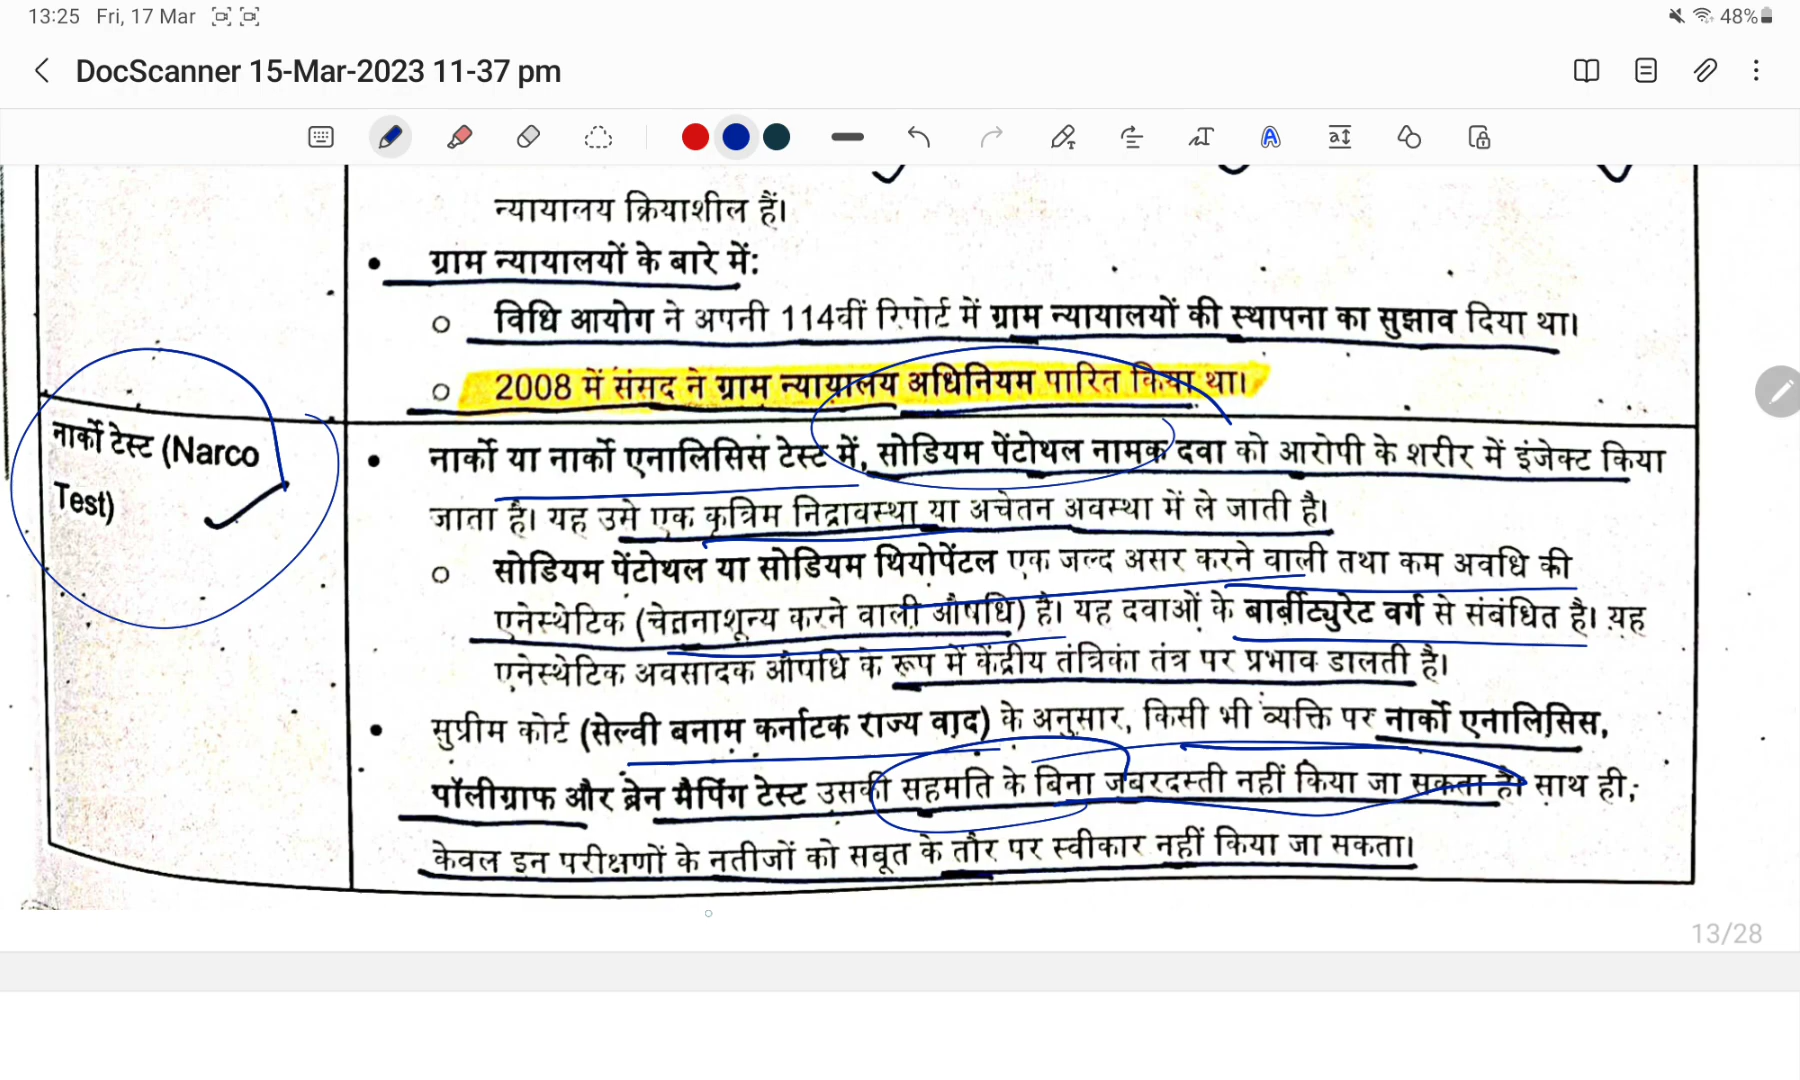 13:25 Fri, 17 Mar
48%
DocScanner 15-Mar-2023 11-37 pm
न्यायालय क्रियाशील हैं।
• ग्राम न्यायालयों के बारे में:
o विधि आयोग ने अपनी 114वीं रिपोर्ट में ग्राम न्यायालयों की स्थापना का सुझाव दिया था।
o 2008 में संसद ने ग्राम न्यायालय अधिनियम पारित किया था।
नार्को टेस्ट (Narco
Test)
• नार्को या नार्को एनालिसिस टेस्ट में, सोडियम पेंटोथल नामक दवा को आरोपी के शरीर में इंजेक्ट किया
जाता है। यह उसे एक कृत्रिम निद्रावस्था या अचेतन अवस्था में ले जाती है।
o सोडियम पेंटोथल या सोडियम थियोपेंटल एक जल्द असर करने वाली तथा कम अवधि की
एनेस्थेटिक (चेतनाशून्य करने वाली औषधि) है। यह दवाओं के बार्बीट्युरेट वर्ग से संबंधित है। यह
एनेस्थेटिक अवसादक औषधि के रूप में केंद्रीय तंत्रिका तंत्र पर प्रभाव डालती है।
• सुप्रीम कोर्ट (सेल्वी बनाम कर्नाटक राज्य वाद) के अनुसार, किसी भी व्यक्ति पर नार्को एनालिसिस,
पॉलीग्राफ और ब्रेन मैपिंग टेस्ट उसकी सहमति के बिना जबरदस्ती नहीं किया जा सकता है। साथ ही;
केवल इन परीक्षणों के नतीजों को सबूत के तौर पर स्वीकार नहीं किया जा सकता।
13/28